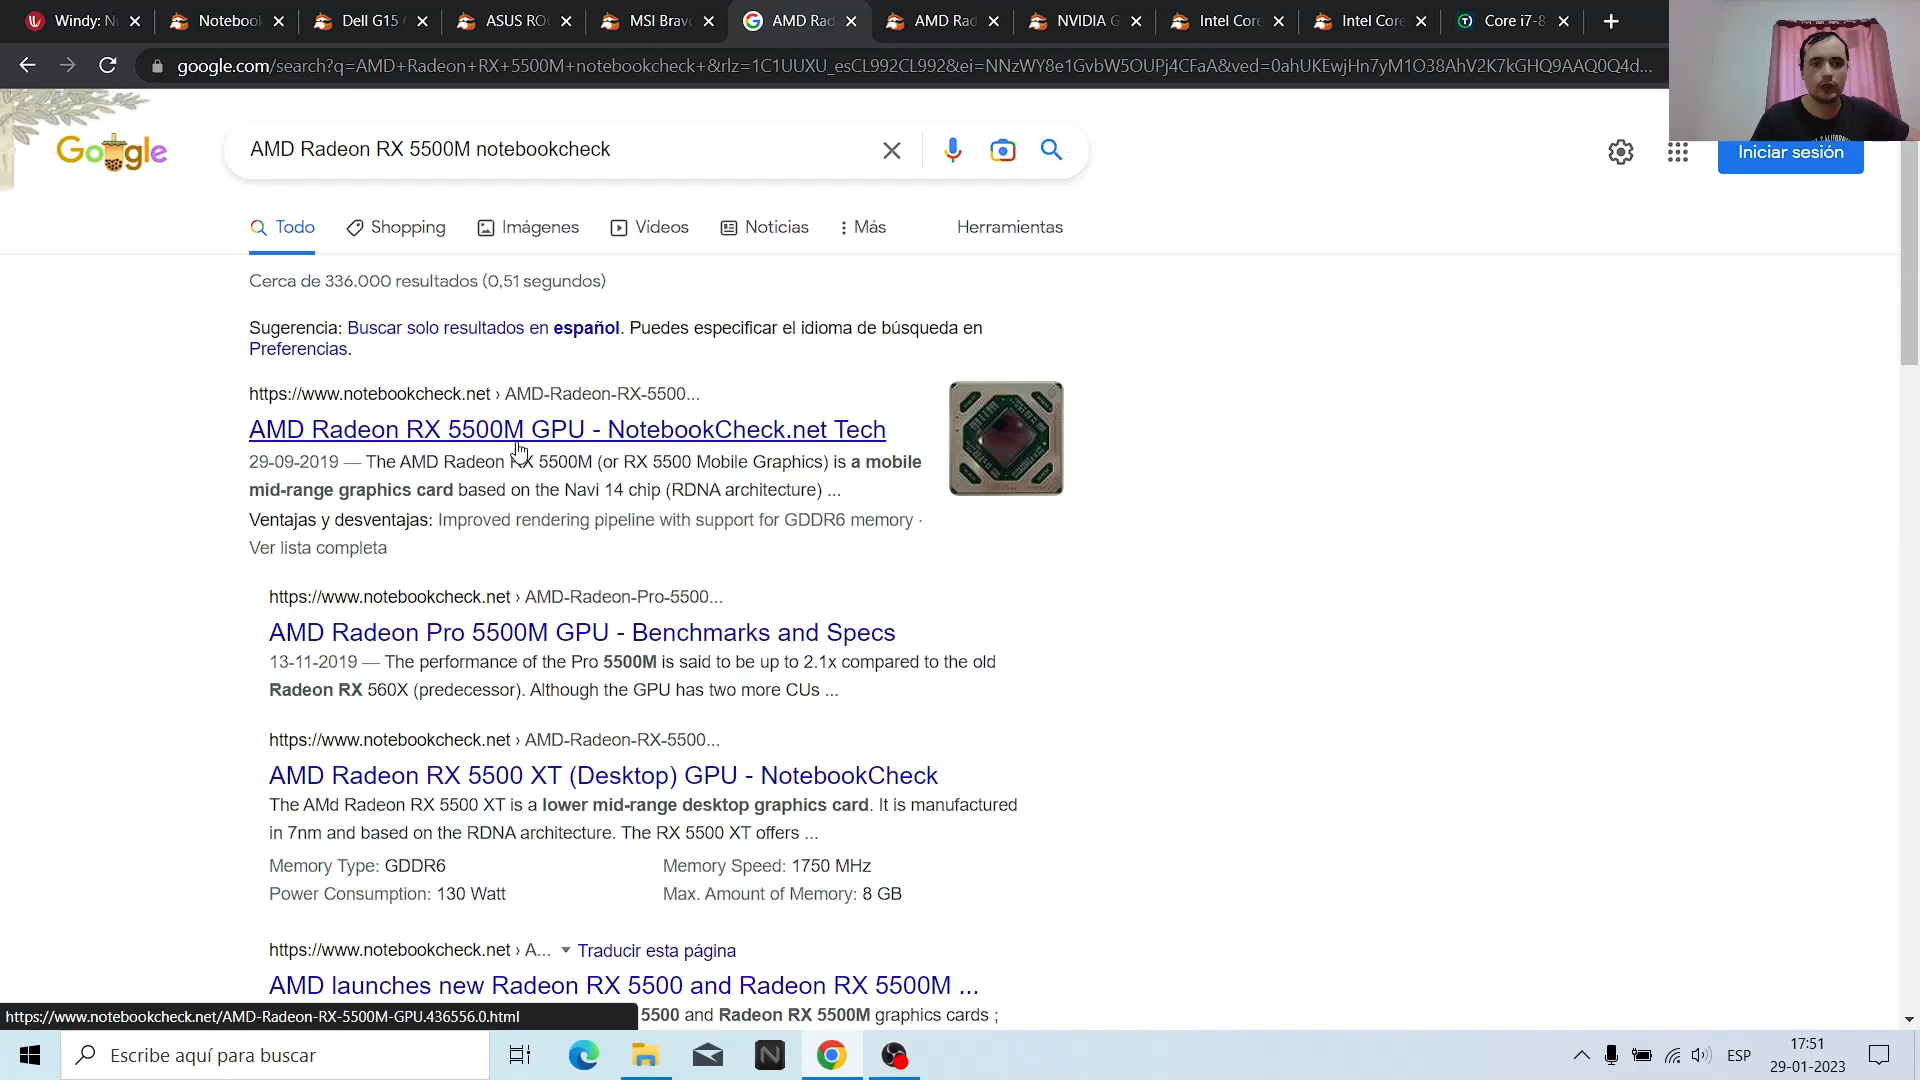 Windy: N
Notebook
Dell G15
ASUS RO
MSI Brav
AMD Rad
AMD Rad
NVIDIA G
Intel Core
Intel Core
Core i7-8
google.com/search?q=AMD+Radeon+RX+5500M+notebookcheck+&rlz=1C1UUXU_esCL992CL992&ei=NNzWY8e1GvbW5OUPj4CFaA&ved=0ahUKEwjHn7yM1O38AhV2K7kGHQ9AAQ0Q4d...
Google
AMD Radeon RX 5500M notebookcheck
Iniciar sesión
Todo
Shopping
Imágenes
Videos
Noticias
Más
Herramientas
Cerca de 336.000 resultados (0,51 segundos)
Sugerencia: Buscar solo resultados en español. Puedes especificar el idioma de búsqueda en
Preferencias.
https://www.notebookcheck.net › AMD-Radeon-RX-5500...
AMD Radeon RX 5500M GPU - NotebookCheck.net Tech
29-09-2019 — The AMD Radeon RX 5500M (or RX 5500 Mobile Graphics) is a mobile
mid-range graphics card based on the Navi 14 chip (RDNA architecture) ...
Ventajas y desventajas: Improved rendering pipeline with support for GDDR6 memory ·
Ver lista completa
https://www.notebookcheck.net › AMD-Radeon-Pro-5500...
AMD Radeon Pro 5500M GPU - Benchmarks and Specs
13-11-2019 — The performance of the Pro 5500M is said to be up to 2.1x compared to the old
Radeon RX 560X (predecessor). Although the GPU has two more CUs ...
https://www.notebookcheck.net › AMD-Radeon-RX-5500...
AMD Radeon RX 5500 XT (Desktop) GPU - NotebookCheck
The AMd Radeon RX 5500 XT is a lower mid-range desktop graphics card. It is manufactured
in 7nm and based on the RDNA architecture. The RX 5500 XT offers ...
Memory Type: GDDR6
Memory Speed: 1750 MHz
Power Consumption: 130 Watt
Max. Amount of Memory: 8 GB
https://www.notebookcheck.net › A...
Traducir esta página
AMD launches new Radeon RX 5500 and Radeon RX 5500M ...
5500 and Radeon RX 5500M graphics cards ;
https://www.notebookcheck.net/AMD-Radeon-RX-5500M-GPU.436556.0.html
Escribe aquí para buscar
ESP
17:51
29-01-2023